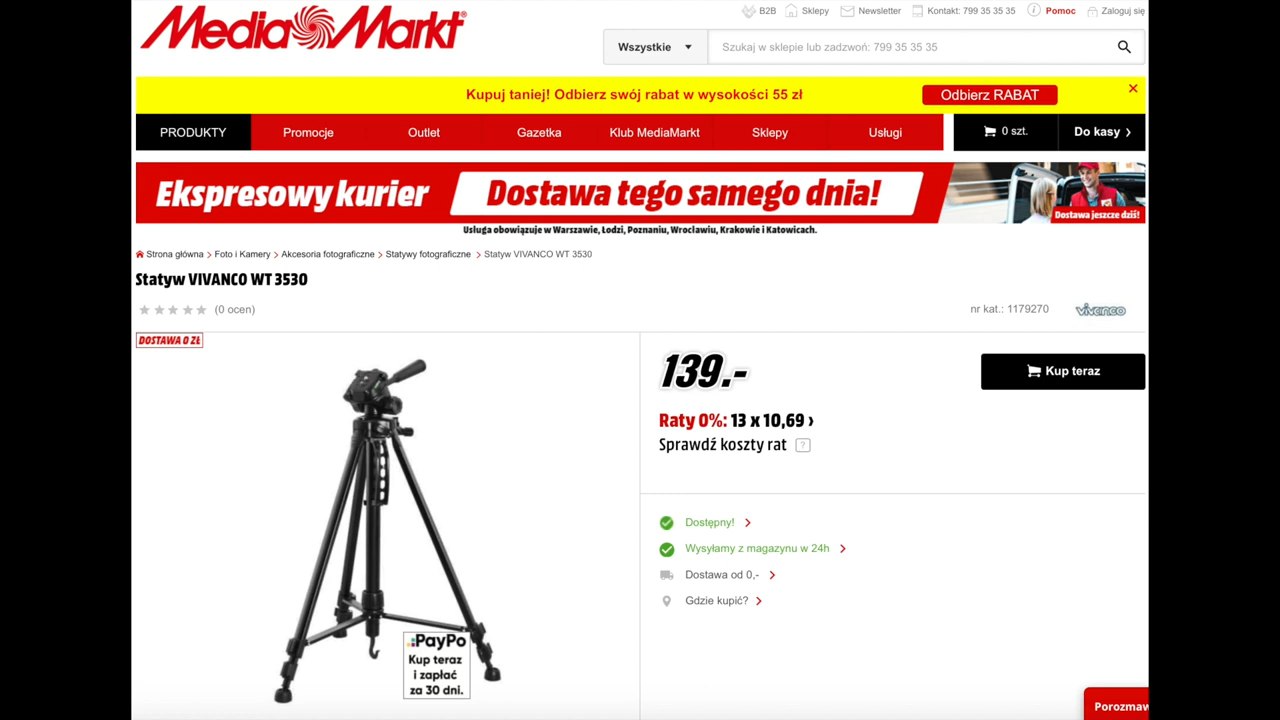 MediaMarkt®
B2B Sklepy Newsletter Kontakt: 799 35 35 35 Pomoc Zaloguj się
Wszystkie Szukaj w sklepie lub zadzwoń: 799 35 35 35
Kupuj taniej! Odbierz swój rabat w wysokości 55 zł Odbierz RABAT
PRODUKTY Promocje Outlet Gazetka Klub MediaMarkt Sklepy Usługi 0 szt. Do kasy
Ekspresowy kurier Dostawa tego samego dnia!
Dostawa jeszcze dziś!
Usługa obowiązuje w Warszawie, Łodzi, Poznaniu, Wrocławiu, Krakowie i Katowicach.
Strona główna > Foto i Kamery > Akcesoria fotograficzne > Statywy fotograficzne > Statyw VIVANCO WT 3530
Statyw VIVANCO WT 3530
(0 ocen) nr kat.: 1179270 vivanco
DOSTAWA 0 ZŁ
139.- Kup teraz
Raty 0%: 13 x 10,69 ›
Sprawdź koszty rat ?
Dostępny!
Wysyłamy z magazynu w 24h
Dostawa od 0,-
Gdzie kupić?
PayPo
Kup teraz
i zapłać
za 30 dni.
Porozmaw